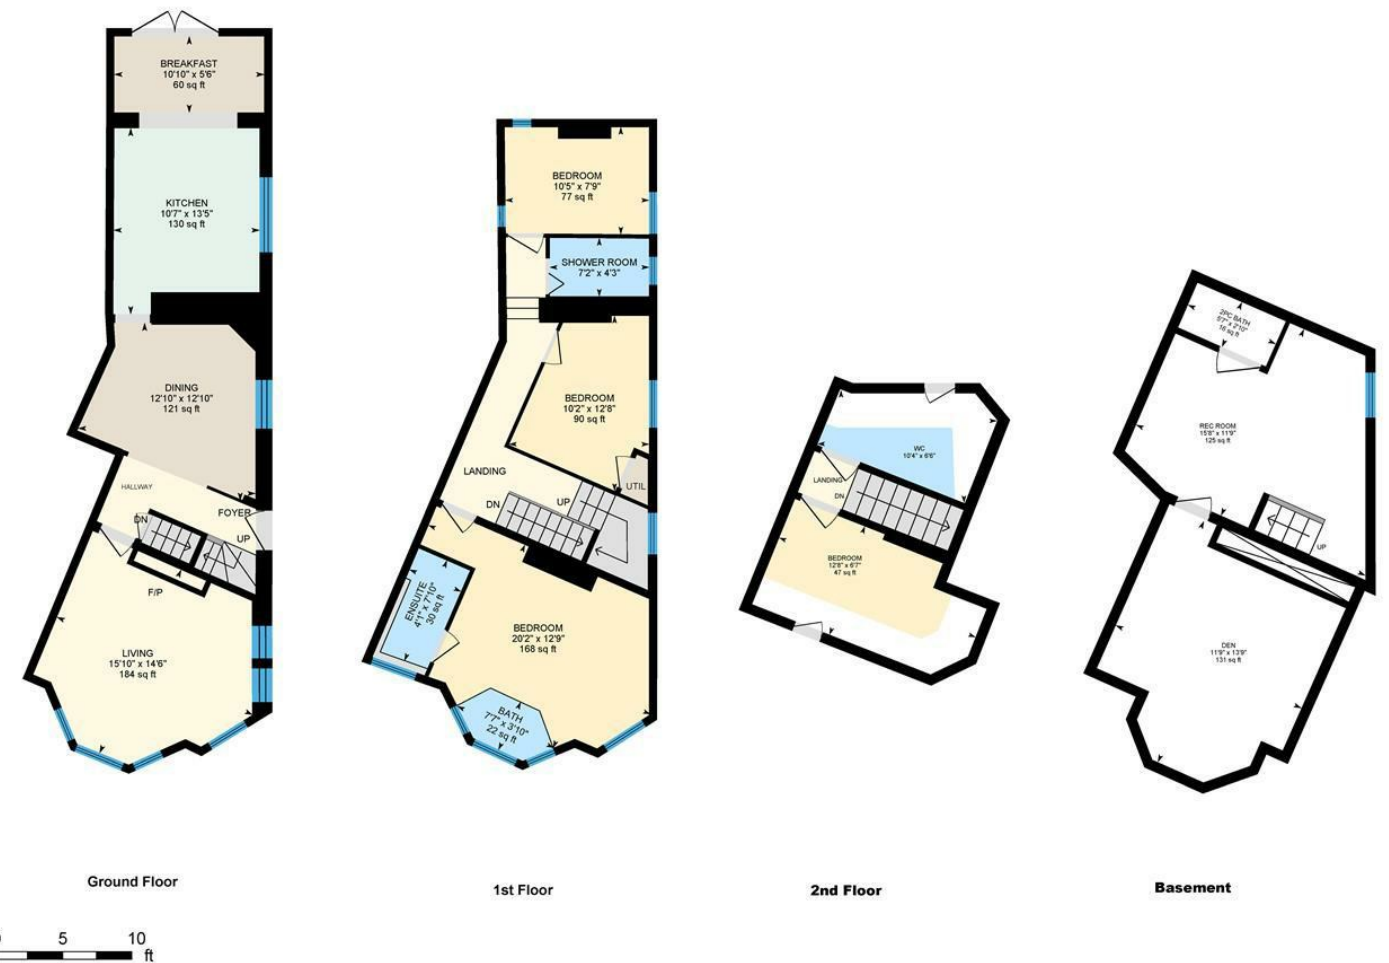 BREAKFAST
10'10" x 5'6"
60 sq ft
KITCHEN
10'7" x 13'5"
130 sq ft
DINING
12'10" x 12'10"
121 sq ft
HALLWAY
FOYER
DN
UP
F/P
LIVING
15'10" x 14'6"
184 sq ft
Ground Floor
BEDROOM
10'5" x 7'9"
77 sq ft
SHOWER ROOM
7'2" x 4'3"
BEDROOM
10'2" x 12'8"
90 sq ft
UTIL
LANDING
DN
UP
ENSUITE
4'1" x 7'10"
30 sq ft
BEDROOM
20'2" x 12'9"
168 sq ft
BATH
7'7" x 3'10"
22 sq ft
1st Floor
WC
10'4" x 6'6"
LANDING
DN
BEDROOM
12'8" x 6'7"
47 sq ft
2nd Floor
2PC BATH
5'7" x 2'10"
16 sq ft
REC ROOM
15'8" x 11'9"
125 sq ft
UP
DEN
11'9" x 13'9"
131 sq ft
Basement
5 10
ft